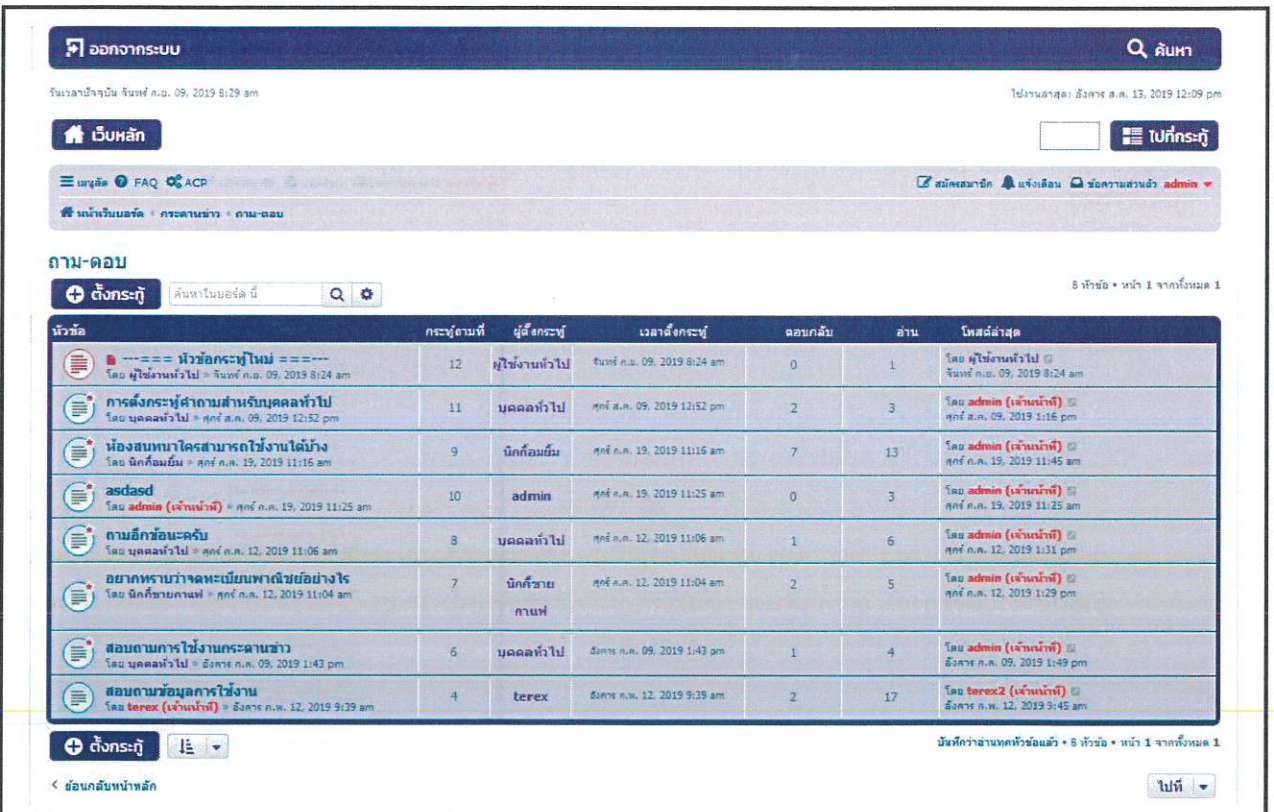 ออกจากระบบ ค้นหา
วันเวลาปัจจุบัน จันทร์ ก.ย. 09, 2019 8:29 am ใช้งานล่าสุด: อังคาร ส.ค. 13, 2019 12:09 pm
เว็บหลัก ไปที่กระทู้
เมนูลัด FAQ ACP สมัครสมาชิก แจ้งเตือน ข้อความส่วนตัว admin
หน้าเว็บบอร์ด ‹ กระดานข่าว ‹ ถาม-ตอบ
ถาม-ตอบ
ตั้งกระทู้ ค้นหาในบอร์ด นี้ 8 หัวข้อ • หน้า 1 จากทั้งหมด 1
หัวข้อ กระทู้ถามที่ ผู้ตั้งกระทู้ เวลาตั้งกระทู้ ตอบกลับ อ่าน โพสต์ล่าสุด
---=== หัวข้อกระทู้ใหม่ ===--- 12 ผู้ใช้งานทั่วไป จันทร์ ก.ย. 09, 2019 8:24 am 0 1 โดย ผู้ใช้งานทั่วไป
โดย ผู้ใช้งานทั่วไป » จันทร์ ก.ย. 09, 2019 8:24 am จันทร์ ก.ย. 09, 2019 8:24 am
การตั้งกระทู้คำถามสำหรับบุคคลทั่วไป 11 บุคคลทั่วไป ศุกร์ ส.ค. 09, 2019 12:52 pm 2 3 โดย admin (เจ้าหน้าที่)
โดย บุคคลทั่วไป » ศุกร์ ส.ค. 09, 2019 12:52 pm ศุกร์ ส.ค. 09, 2019 1:16 pm
ห้องสนทนาใครสามารถใช้งานได้บ้าง 9 นิกกี้อมยิ้ม ศุกร์ ก.ค. 19, 2019 11:16 am 7 13 โดย admin (เจ้าหน้าที่)
โดย นิกกี้อมยิ้ม » ศุกร์ ก.ค. 19, 2019 11:16 am ศุกร์ ก.ค. 19, 2019 11:45 am
asdasd 10 admin ศุกร์ ก.ค. 19, 2019 11:25 am 0 3 โดย admin (เจ้าหน้าที่)
โดย admin (เจ้าหน้าที่) » ศุกร์ ก.ค. 19, 2019 11:25 am ศุกร์ ก.ค. 19, 2019 11:25 am
ถามอีกข้อนะครับ 8 บุคคลทั่วไป ศุกร์ ก.ค. 12, 2019 11:06 am 1 6 โดย admin (เจ้าหน้าที่)
โดย บุคคลทั่วไป » ศุกร์ ก.ค. 12, 2019 11:06 am ศุกร์ ก.ค. 12, 2019 1:31 pm
อยากทราบว่าจดทะเบียนพาณิชย์อย่างไร 7 นิกกี้ขาย ศุกร์ ก.ค. 12, 2019 11:04 am 2 5 โดย admin (เจ้าหน้าที่)
โดย นิกกี้ขายกาแฟ » ศุกร์ ก.ค. 12, 2019 11:04 am กาแฟ ศุกร์ ก.ค. 12, 2019 1:29 pm
สอบถามการใช้งานกระดานข่าว 6 บุคคลทั่วไป อังคาร ก.ค. 09, 2019 1:43 pm 1 4 โดย admin (เจ้าหน้าที่)
โดย บุคคลทั่วไป » อังคาร ก.ค. 09, 2019 1:43 pm อังคาร ก.ค. 09, 2019 1:49 pm
สอบถามข้อมูลการใช้งาน 4 terex อังคาร ก.พ. 12, 2019 9:39 am 2 17 โดย terex2 (เจ้าหน้าที่)
โดย terex (เจ้าหน้าที่) » อังคาร ก.พ. 12, 2019 9:39 am อังคาร ก.พ. 12, 2019 9:45 am
ตั้งกระทู้ บันทึกว่าอ่านทุกหัวข้อแล้ว • 8 หัวข้อ • หน้า 1 จากทั้งหมด 1
ย้อนกลับหน้าหลัก ไปที่